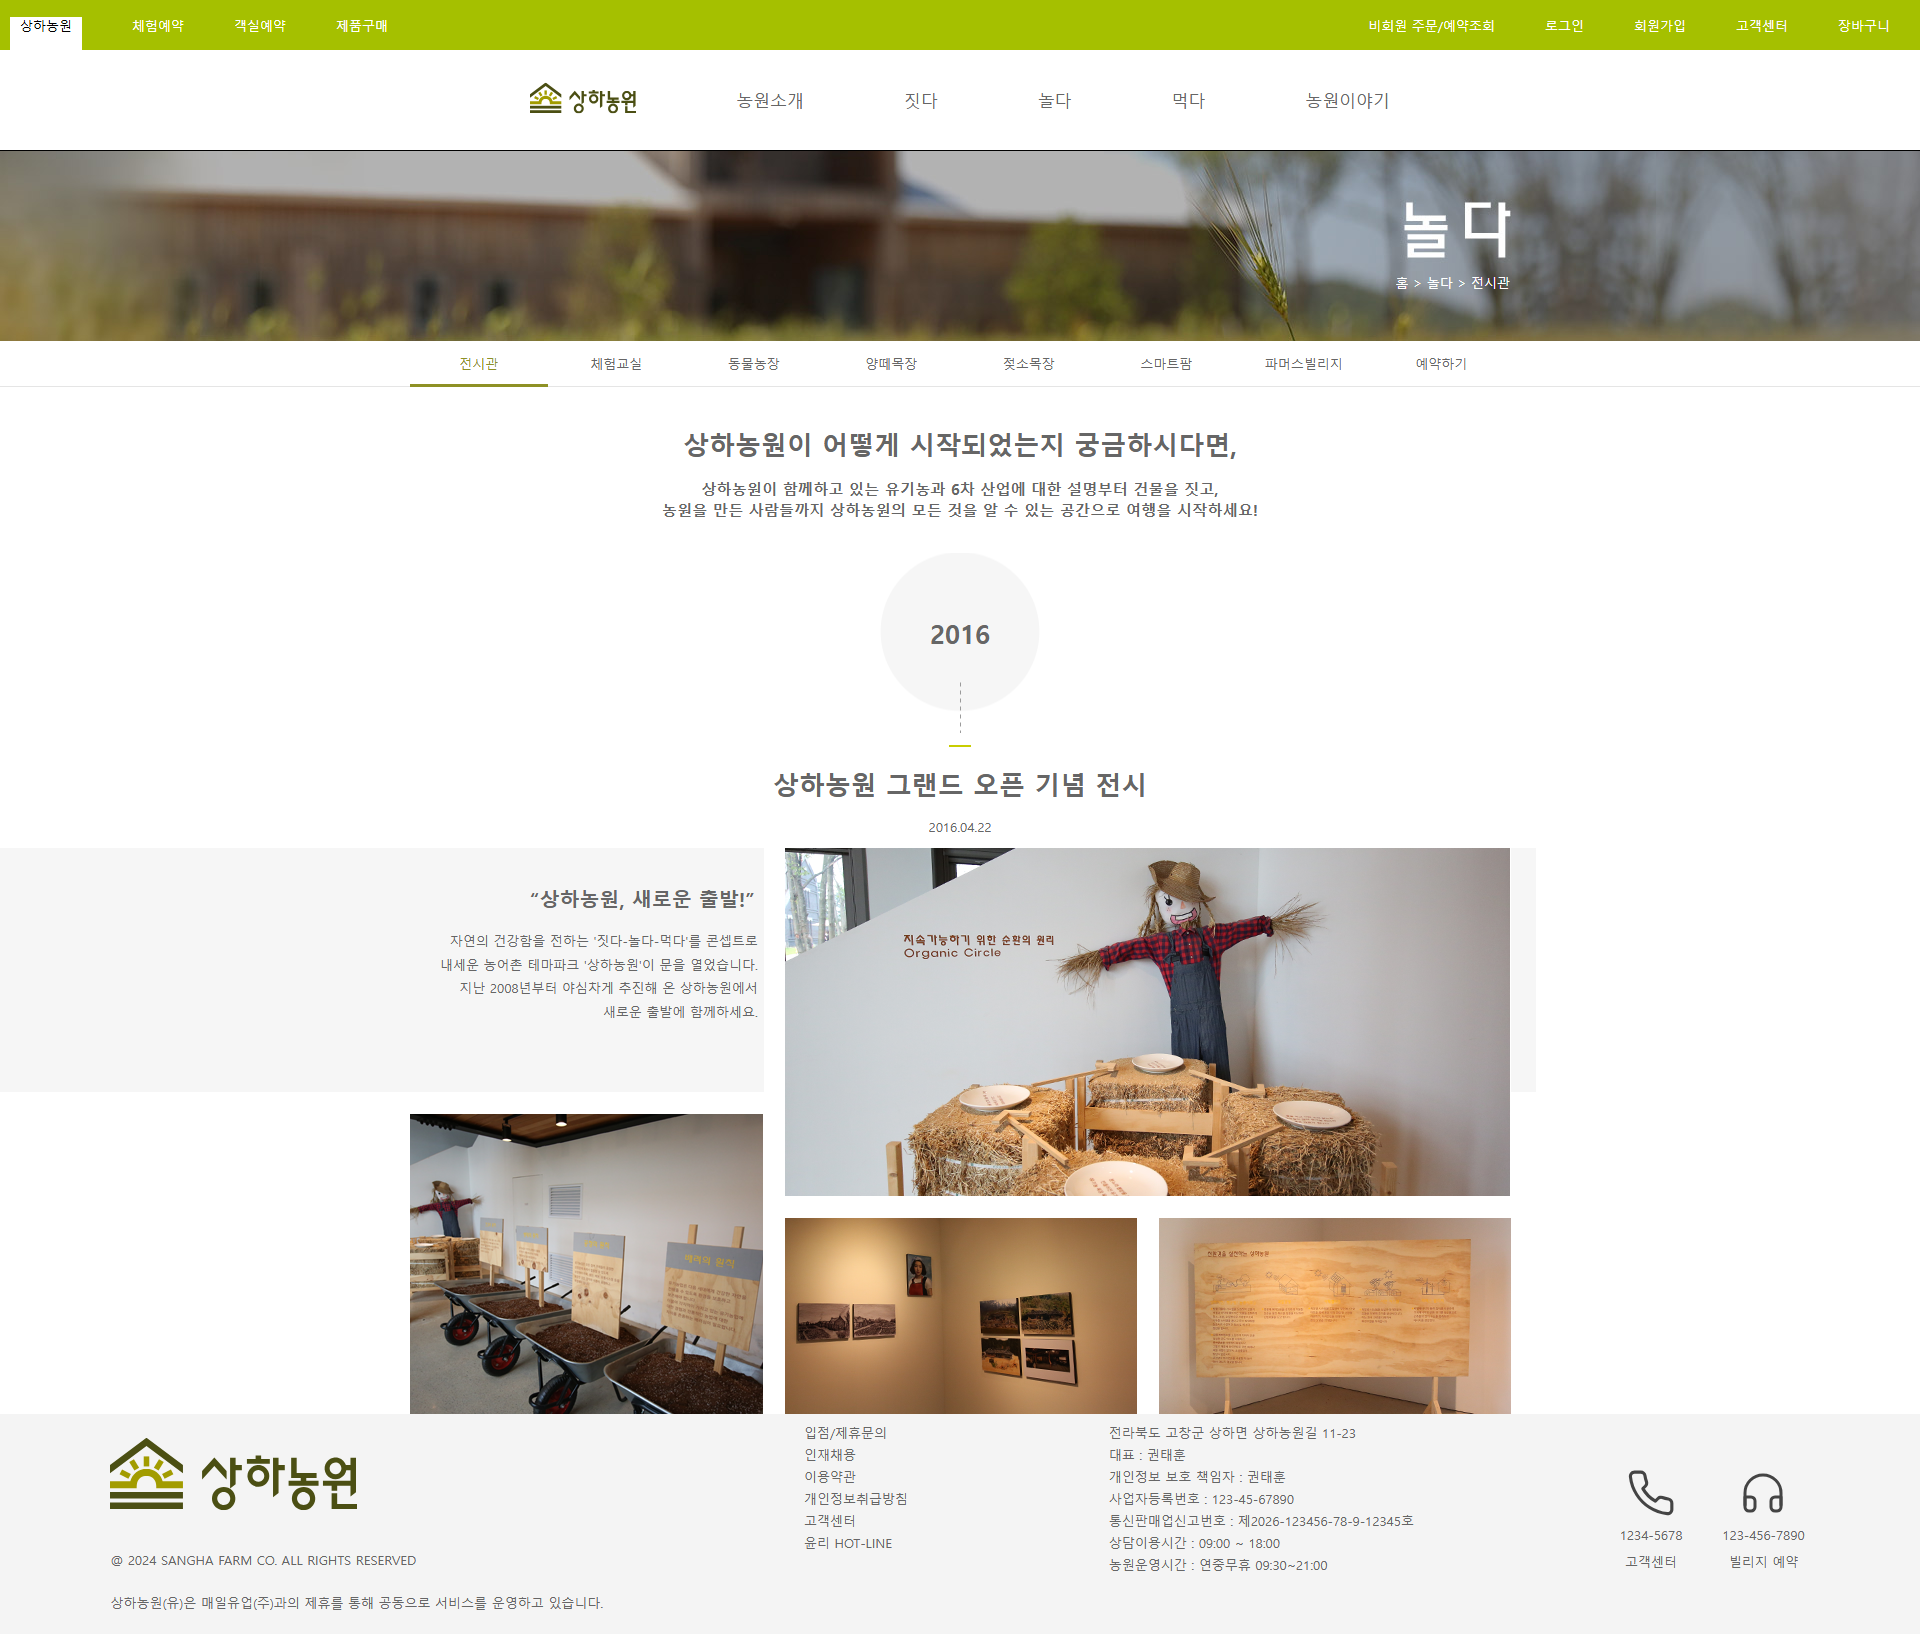 상하농원
체험예약
객실예약
제품구매
비회원 주문/예약조회
로그인
회원가입
고객센터
장바구니
상하농원
농원소개
짓다
놀다
먹다
농원이야기
놀다
홈 > 놀다 > 전시관
전시관
체험교실
동물농장
양떼목장
젖소목장
스마트팜
파머스빌리지
예약하기
상하농원이 어떻게 시작되었는지 궁금하시다면,
상하농원이 함께하고 있는 유기농과 6차 산업에 대한 설명부터 건물을 짓고,
농원을 만든 사람들까지 상하농원의 모든 것을 알 수 있는 공간으로 여행을 시작하세요!
2016
상하농원 그랜드 오픈 기념 전시
2016.04.22
“상하농원, 새로운 출발!”
자연의 건강함을 전하는 '짓다-놀다-먹다'를 콘셉트로
내세운 농어촌 테마파크 '상하농원'이 문을 열었습니다.
지난 2008년부터 야심차게 추진해 온 상하농원에서
새로운 출발에 함께하세요.
지속가능하기 위한 순환의 원리
Organic Circle
상하농원
@ 2024 SANGHA FARM CO. ALL RIGHTS RESERVED
상하농원(유)은 매일유업(주)과의 제휴를 통해 공동으로 서비스를 운영하고 있습니다.
입점/제휴문의
인재채용
이용약관
개인정보취급방침
고객센터
윤리 HOT-LINE
전라북도 고창군 상하면 상하농원길 11-23
대표 : 권태훈
개인정보 보호 책임자 : 권태훈
사업자등록번호 : 123-45-67890
통신판매업신고번호 : 제2026-123456-78-9-12345호
상담이용시간 : 09:00 ~ 18:00
농원운영시간 : 연중무휴 09:30~21:00
1234-5678
고객센터
123-456-7890
빌리지 예약